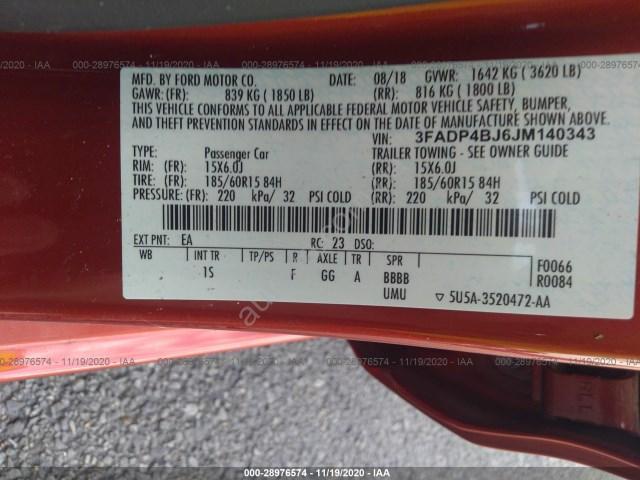 000-28976574 - 11/19/2020 - IAA
MFD. BY FORD MOTOR CO. DATE: 08/18 GVWR: 1642 KG ( 3620 LB)
GAWR: (FR): 839 KG ( 1850 LB) (RR): 816 KG ( 1800 LB)
THIS VEHICLE CONFORMS TO ALL APPLICABLE FEDERAL MOTOR VEHICLE SAFETY, BUMPER,
AND THEFT PREVENTION STANDARDS IN EFFECT ON THE DATE OF MANUFACTURE SHOWN ABOVE.
VIN: 3FADP4BJ6JM140343
TYPE: Passenger Car TRAILER TOWING - SEE OWNER GUIDE
RIM: (FR): 15X6.0J (RR): 15X6.0J
TIRE: (FR): 185/60R15 84H (RR): 185/60R15 84H
PRESSURE: (FR): 220 kPa/ 32 PSI COLD (RR): 220 kPa/ 32 PSI COLD
EXT PNT: EA RC: 23 DSO:
WB INT TR TP/PS R AXLE TR SPR F0066
1S F GG A BBBB R0084
UMU 5U5A-3520472-AA
000-28976574 - 11/19/2020 - IAA
000-28976574 - 11/19/2020 - IAA